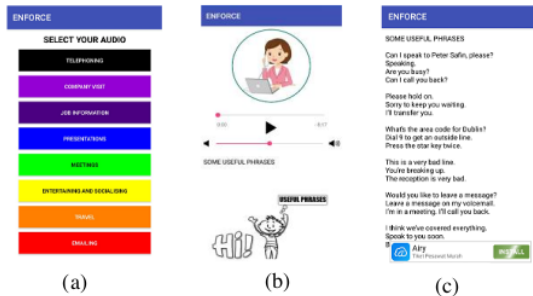 ENFORCE
SELECT YOUR AUDIO
TELEPHONING
COMPANY VISIT
JOB INFORMATION
PRESENTATIONS
MEETINGS
ENTERTAINING AND SOCIALISING
TRAVEL
EMAILING
(a)
ENFORCE
0:00
SOME USEFUL PHRASES
USEFUL PHRASES
Hi!
(b)
ENFORCE
SOME USEFUL PHRASES
Can I speak to Peter Safin, please?
Speaking.
Are you busy?
Can I call you back?
Please hold on.
Sorry to keep you waiting.
I'll transfer you.
What's the area code for Dublin?
Dial 9 to get an outside line.
Press the star key twice.
This is a very bad line.
You're breaking up.
The reception is very bad.
Would you like to leave a message?
Leave a message on my voicemail.
I'm in a meeting. I'll call you back.
I think we've covered everything.
Speak to you soon.
Airy
INSTALL
(c)